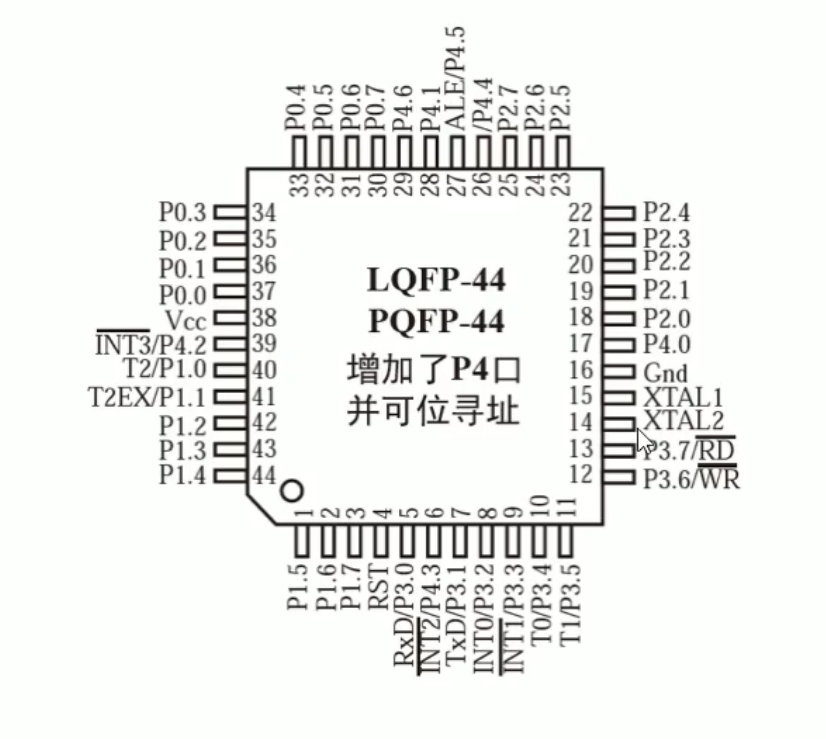 P0.4
P0.5
P0.6
P0.7
P4.6
P4.1
ALE/P4.5
/P4.4
P2.7
P2.6
P2.5
33
32
31
30
29
28
27
26
25
24
23
P0.3 34
P0.2 35
P0.1 36
P0.0 37
Vcc 38
INT3/P4.2 39
T2/P1.0 40
T2EX/P1.1 41
P1.2 42
P1.3 43
P1.4 44
LQFP-44
PQFP-44
增加了P4口
并可位寻址
22 P2.4
21 P2.3
20 P2.2
19 P2.1
18 P2.0
17 P4.0
16 Gnd
15 XTAL1
14 XTAL2
13 P3.7/RD
12 P3.6/WR
1
2
3
4
5
6
7
8
9
10
11
P1.5
P1.6
P1.7
RST
RxD/P3.0
INT2/P4.3
TxD/P3.1
INT0/P3.2
INT1/P3.3
T0/P3.4
T1/P3.5